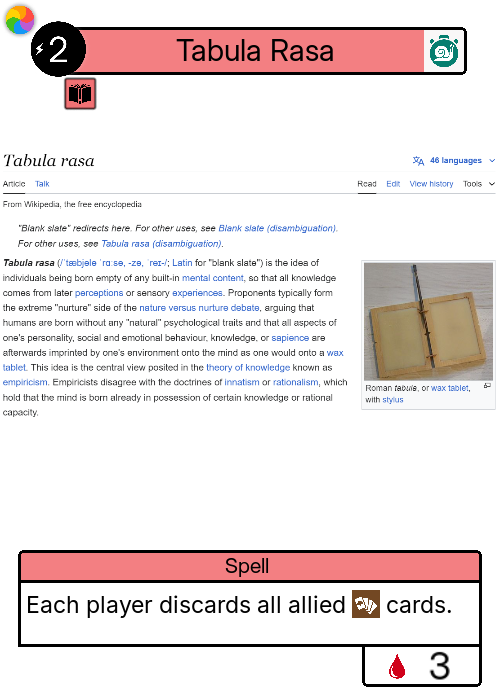 2
Tabula Rasa
Tabula rasa
46 languages
Article Talk Read Edit View history Tools
From Wikipedia, the free encyclopedia
"Blank slate" redirects here. For other uses, see Blank slate (disambiguation).
For other uses, see Tabula rasa (disambiguation).
Tabula rasa (/ˈtæbjələ ˈrɑːsə, -zə, ˈreɪ-/; Latin for "blank slate") is the idea of
individuals being born empty of any built-in mental content, so that all knowledge
comes from later perceptions or sensory experiences. Proponents typically form
the extreme "nurture" side of the nature versus nurture debate, arguing that
humans are born without any "natural" psychological traits and that all aspects of
one's personality, social and emotional behaviour, knowledge, or sapience are
afterwards imprinted by one's environment onto the mind as one would onto a wax
tablet. This idea is the central view posited in the theory of knowledge known as
empiricism. Empiricists disagree with the doctrines of innatism or rationalism, which
hold that the mind is born already in possession of certain knowledge or rational
capacity.
Roman tabula, or wax tablet,
with stylus
Spell
Each player discards all allied cards.
3